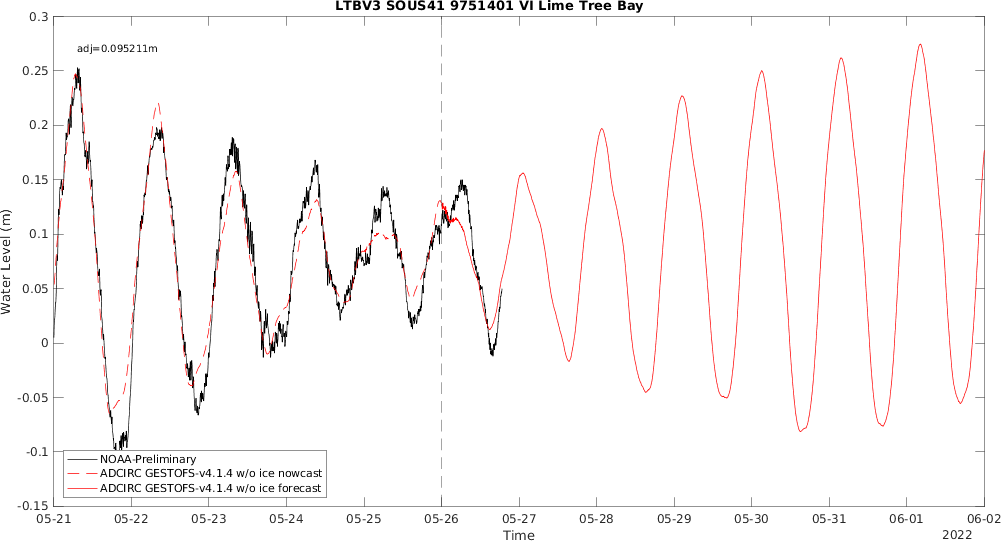 LTBV3 SOUS41 9751401 VI Lime Tree Bay
adj=0.095211m
Water Level (m)
0.3
0.25
0.2
0.15
0.1
0.05
0
-0.05
-0.1
-0.15
NOAA-Preliminary
ADCIRC GESTOFS-v4.1.4 w/o ice nowcast
ADCIRC GESTOFS-v4.1.4 w/o ice forecast
05-21 05-22 05-23 05-24 05-25 05-26 05-27 05-28 05-29 05-30 05-31 06-01 06-02
Time
2022